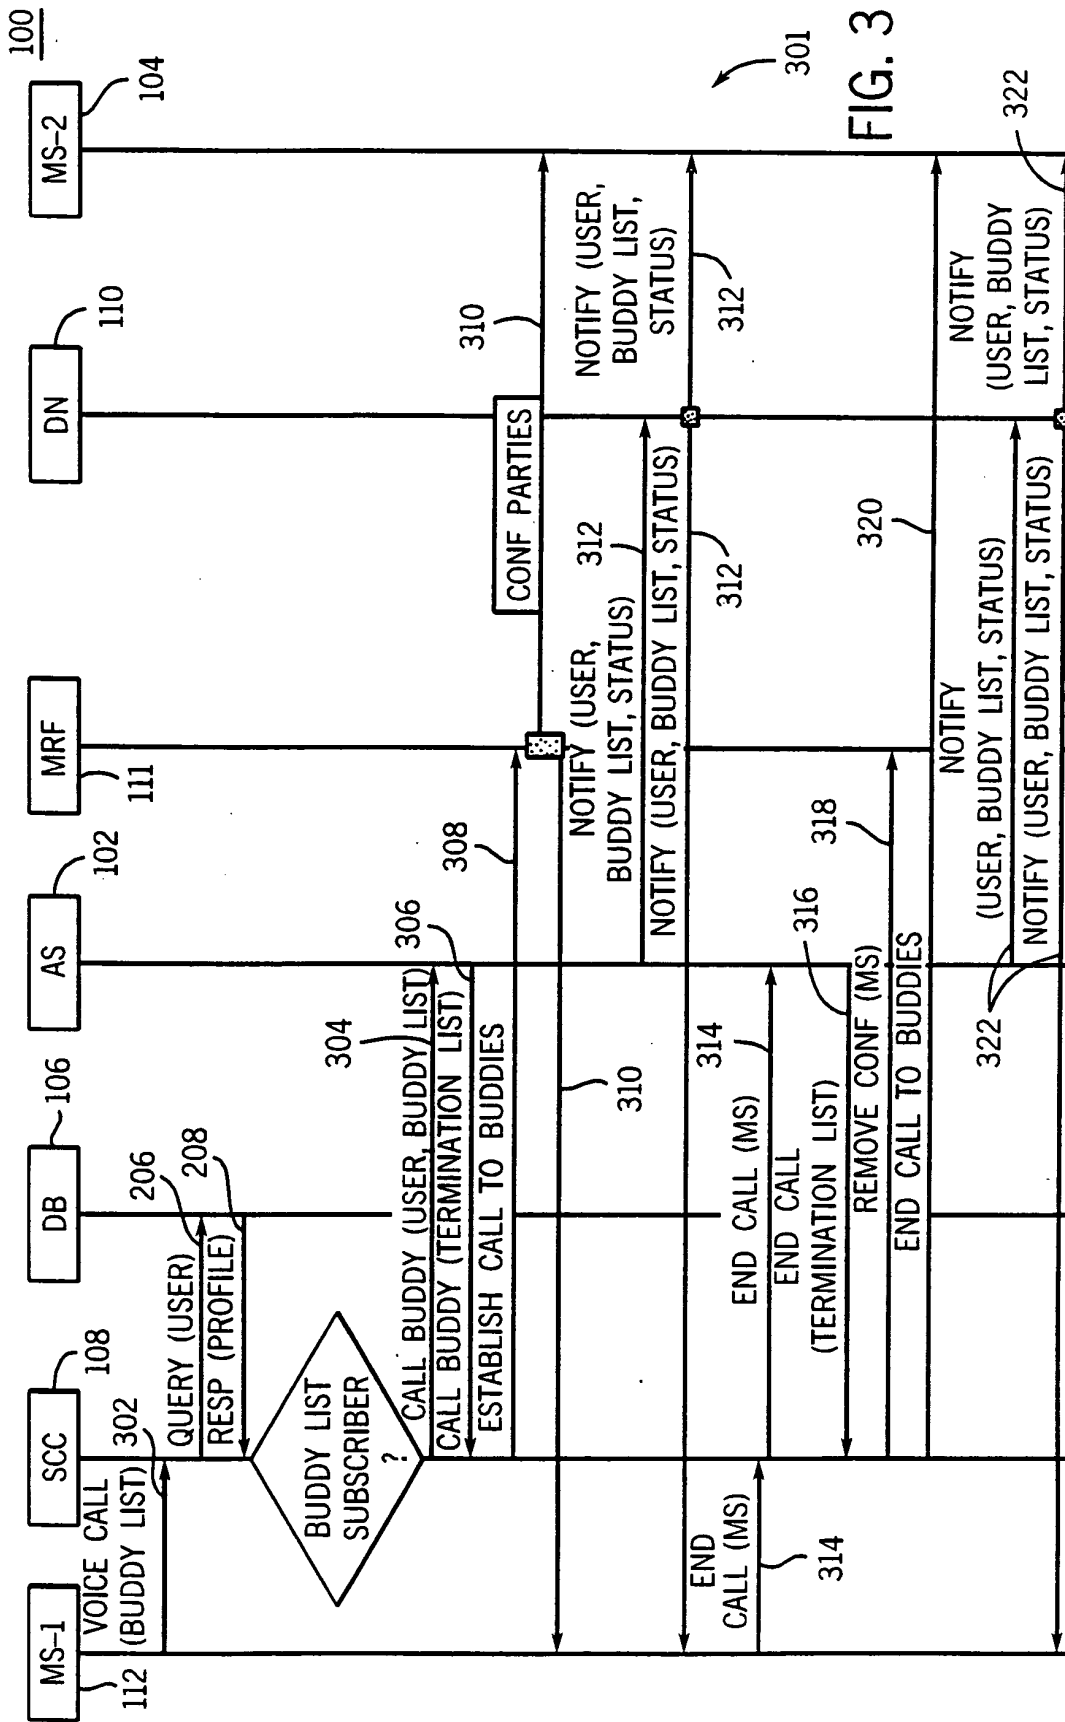 100
MS-1
112
SCC
108
DB
106
AS
102
MRF
111
DN
110
MS-2
104
VOICE CALL
(BUDDY LIST)
302
QUERY (USER)
206
RESP (PROFILE)
208
BUDDY LIST
SUBSCRIBER
?
CALL BUDDY (USER, BUDDY LIST)
304
CALL BUDDY (TERMINATION LIST)
306
ESTABLISH CALL TO BUDDIES
308
CONF PARTIES
310
310
NOTIFY (USER,
BUDDY LIST, STATUS)
312
NOTIFY (USER,
BUDDY LIST,
STATUS)
NOTIFY (USER, BUDDY LIST, STATUS)
312
312
END
CALL (MS)
314
END CALL (MS)
314
END CALL
(TERMINATION LIST)
316
REMOVE CONF (MS)
318
END CALL TO BUDDIES
320
NOTIFY
(USER, BUDDY LIST, STATUS)
322
NOTIFY (USER, BUDDY LIST, STATUS)
NOTIFY
(USER, BUDDY
LIST, STATUS)
322
301
FIG. 3